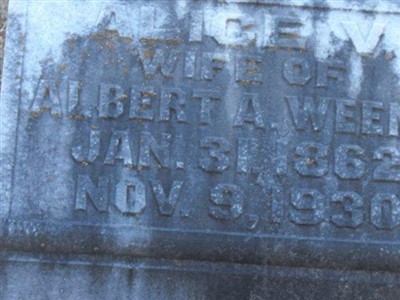 ALICE V.
WIFE OF
ALBERT A. WEEN
JAN. 31, 1862
NOV. 9, 1930